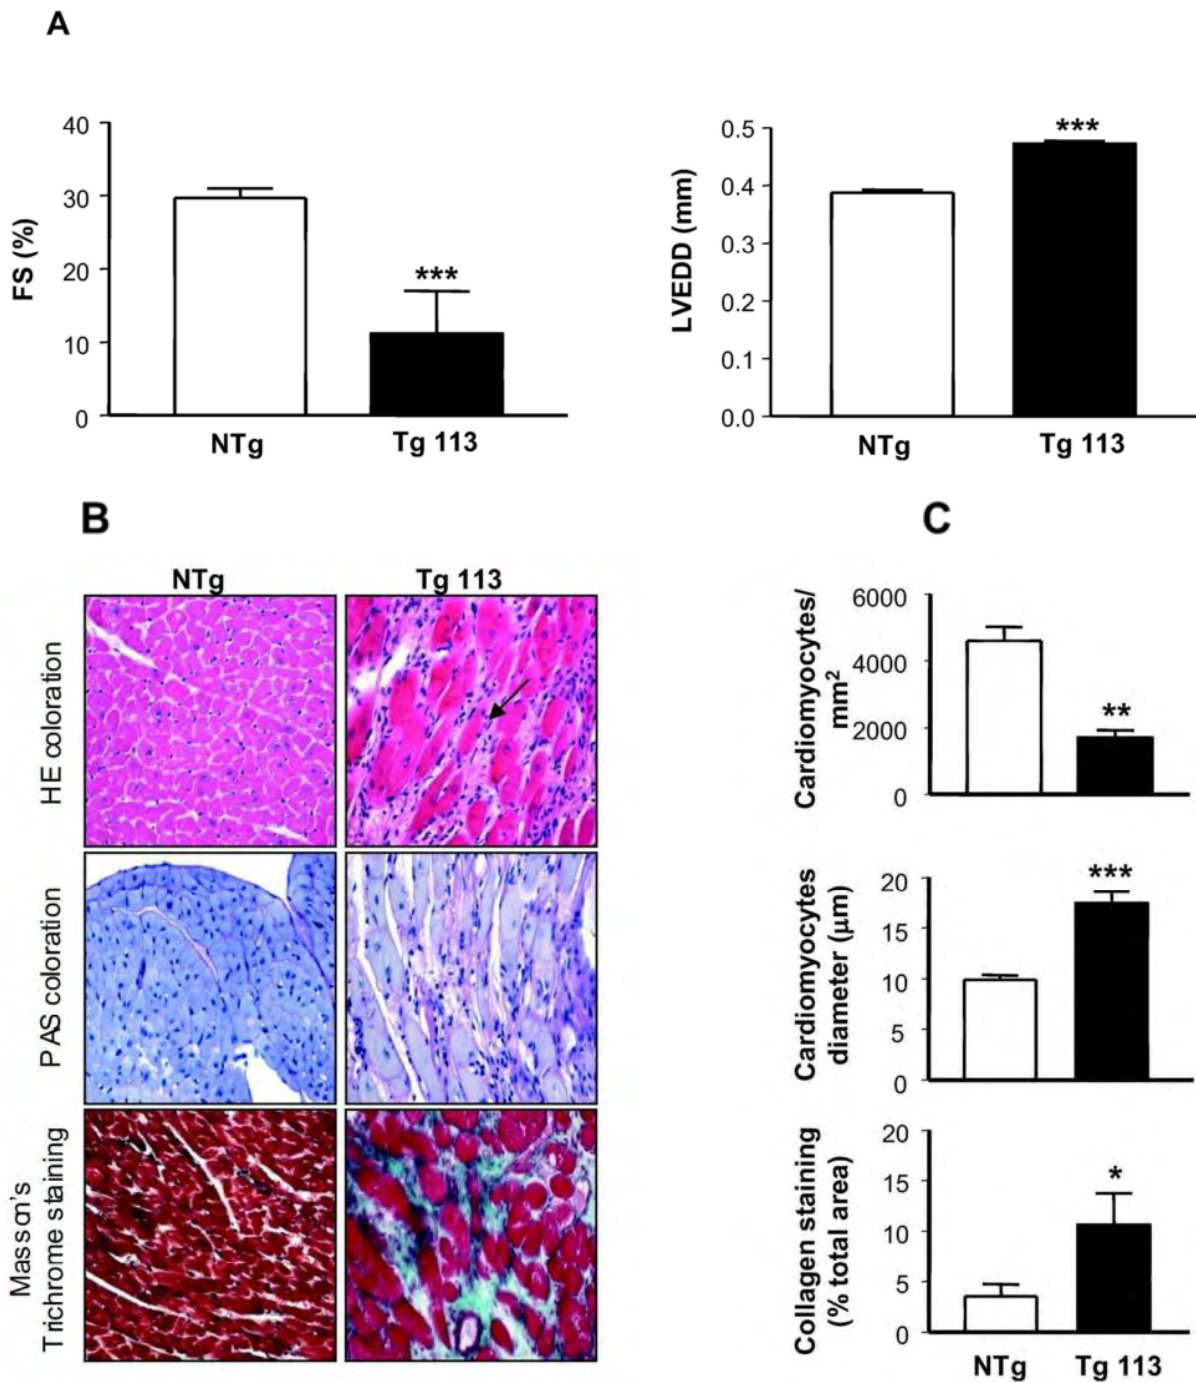 A
40
30
20
10
0
FS (%)
***
NTg
Tg 113
0.5
0.4
0.3
0.2
0.1
0.0
LVEDD (mm)
***
NTg
Tg 113
B
NTg
Tg 113
HE coloration
PAS coloration
Masson's
Trichrome staining
C
Cardiomyocytes/
mm2
6000
4000
2000
0
**
Cardiomyocytes
diameter (µm)
20
15
10
5
0
***
Collagen staining
(% total area)
20
15
10
5
0
*
NTg
Tg 113